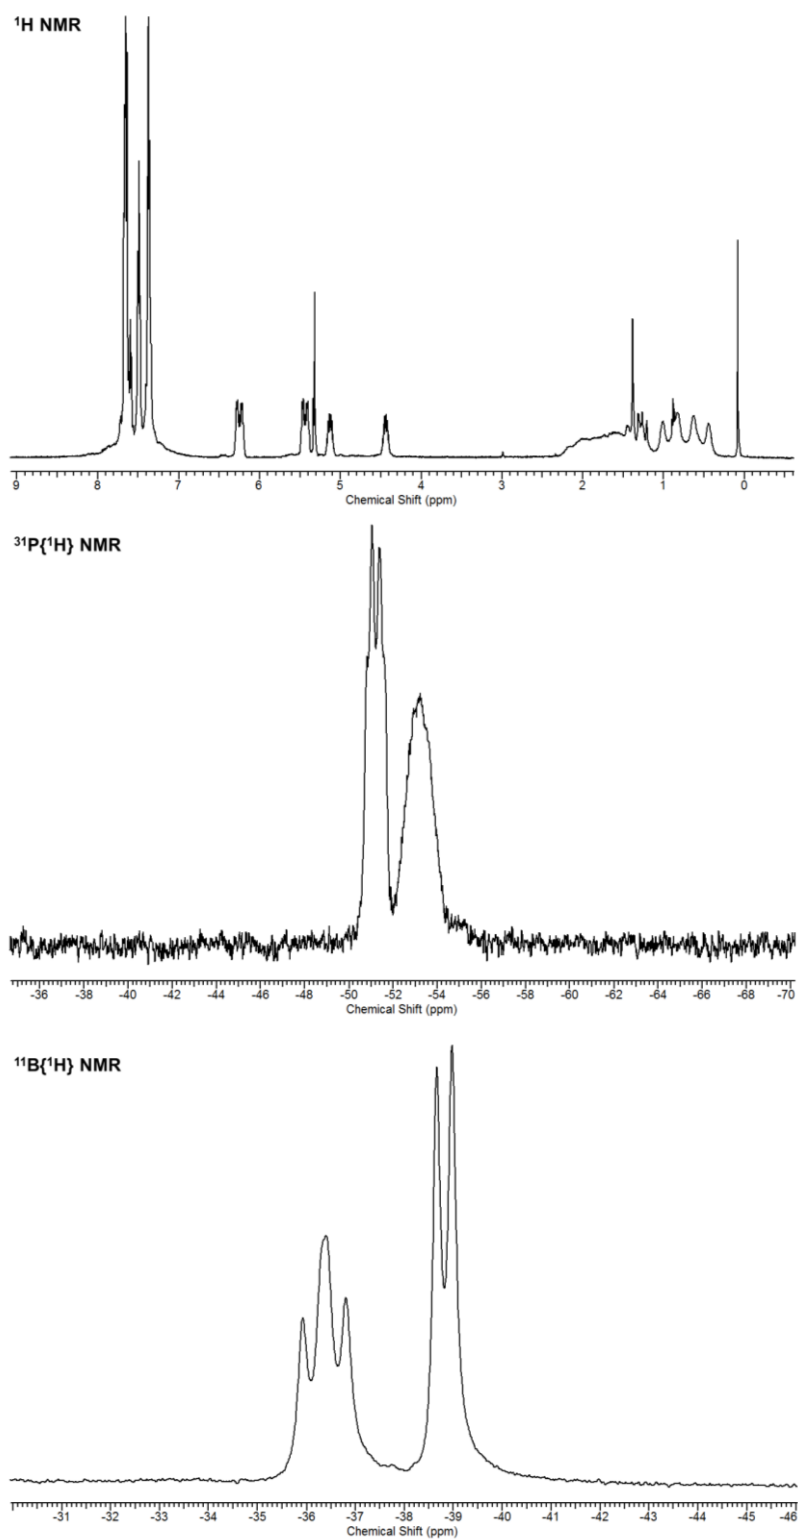 ¹H NMR
9 8 7 6 5 4 3 2 1 0
Chemical Shift (ppm)
³¹P{¹H} NMR
-36 -38 -40 -42 -44 -46 -48 -50 -52 -54 -56 -58 -60 -62 -64 -66 -68 -70
Chemical Shift (ppm)
¹¹B{¹H} NMR
-31 -32 -33 -34 -35 -36 -37 -38 -39 -40 -41 -42 -43 -44 -45 -46
Chemical Shift (ppm)